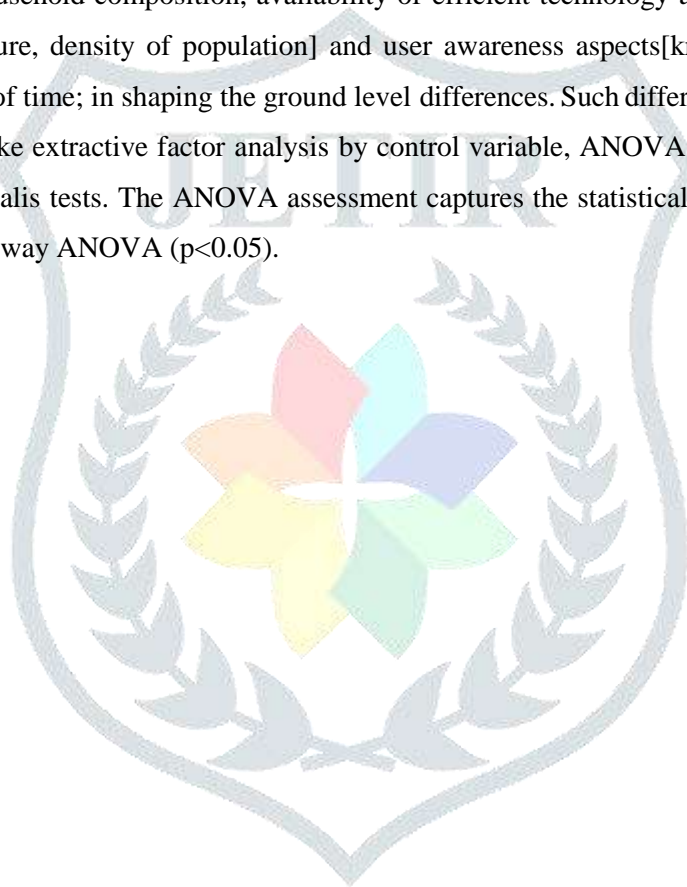 household composition, availability of efficient technology
ure, density of population] and user awareness aspects[
of time; in shaping the ground level differences. Such
ke extractive factor analysis by control variable, ANOVA
alis tests. The ANOVA assessment captures the statistical
way ANOVA (p<0.05).
JETIR